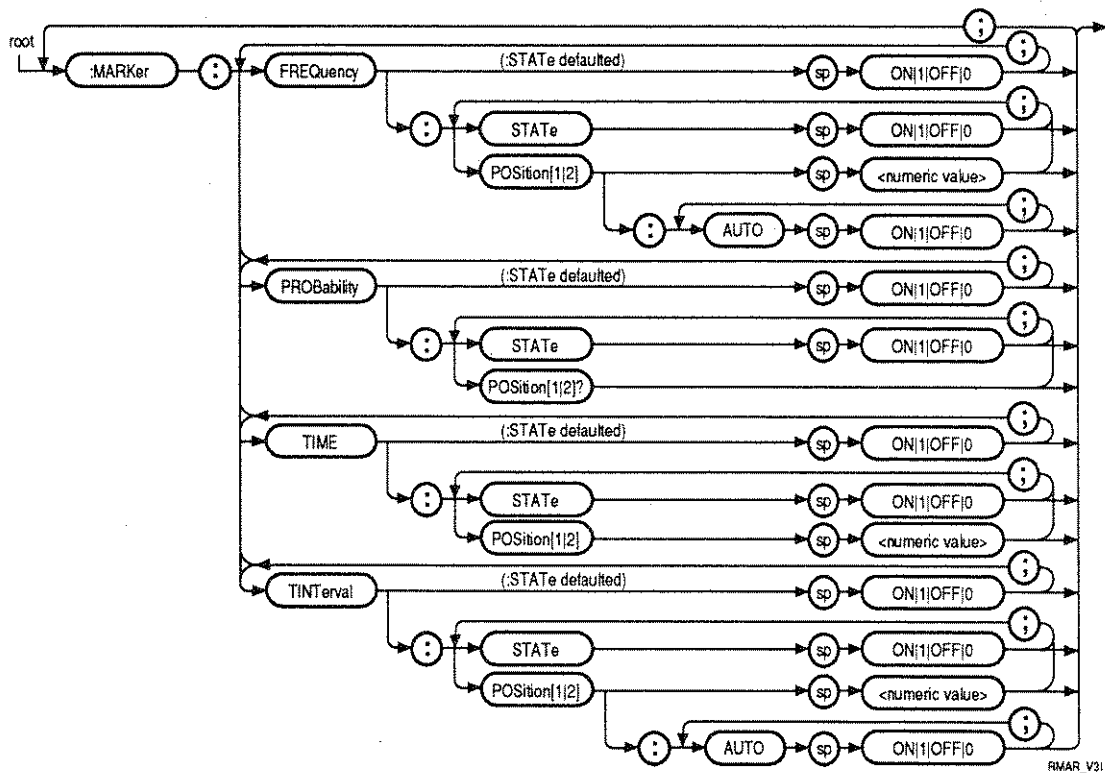 ;
root
;
:MARKer : FREQuency (:STATe defaulted) sp ON|1|OFF|0
;
: STATe sp ON|1|OFF|0
POSition[1|2] sp <numeric value>
;
: AUTO sp ON|1|OFF|0
;
PROBability (:STATe defaulted) sp ON|1|OFF|0
;
: STATe sp ON|1|OFF|0
POSition[1|2]?
;
TIME (:STATe defaulted) sp ON|1|OFF|0
;
: STATe sp ON|1|OFF|0
POSition[1|2] sp <numeric value>
;
TINTerval (:STATe defaulted) sp ON|1|OFF|0
;
: STATe sp ON|1|OFF|0
POSition[1|2] sp <numeric value>
;
: AUTO sp ON|1|OFF|0